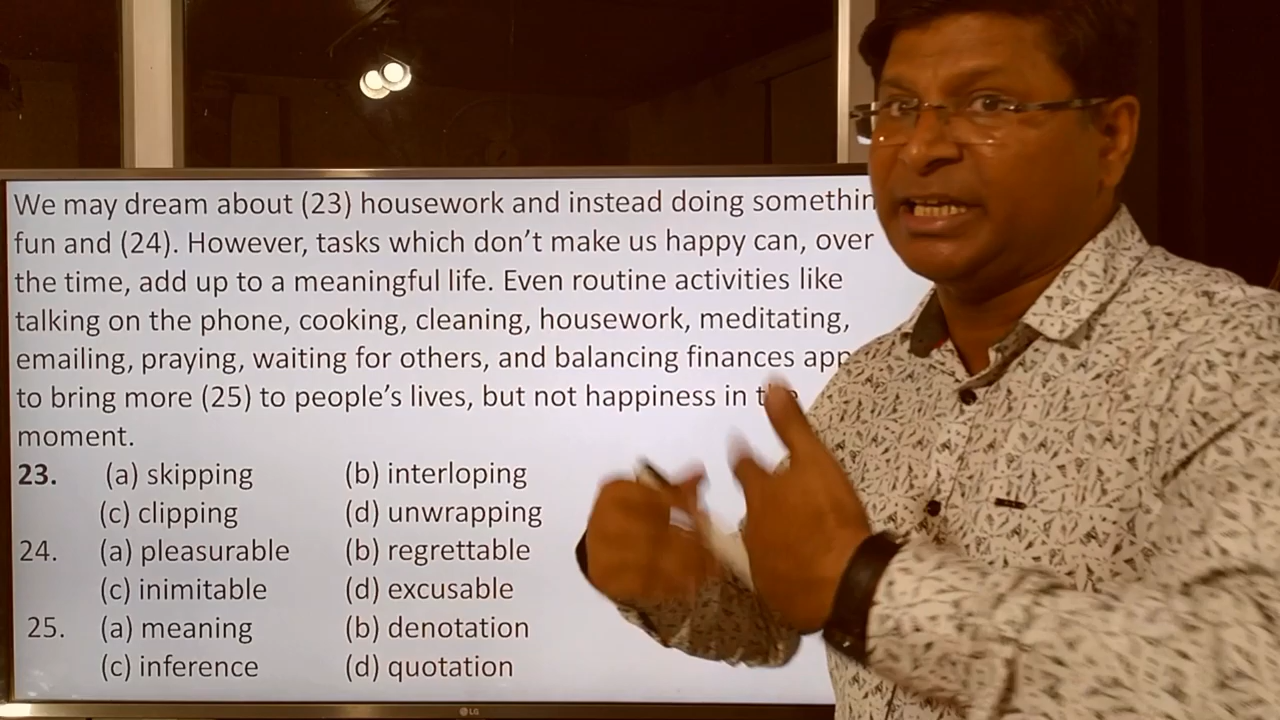 We may dream about (23) housework and instead doing somethin
fun and (24). However, tasks which don't make us happy can, over
the time, add up to a meaningful life. Even routine activities like
talking on the phone, cooking, cleaning, housework, meditating,
emailing, praying, waiting for others, and balancing finances app
to bring more (25) to people's lives, but not happiness in
moment.
23. (a) skipping (b) interloping
(c) clipping (d) unwrapping
24. (a) pleasurable (b) regrettable
(c) inimitable (d) excusable
25. (a) meaning (b) denotation
(c) inference (d) quotation
LG